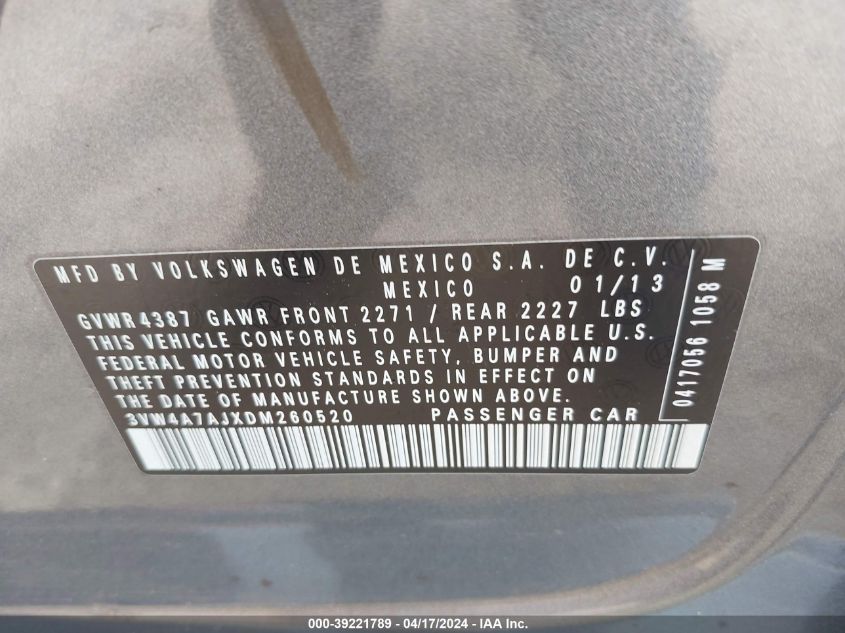 MFD BY VOLKSWAGEN DE MEXICO S.A. DE C.V.
MEXICO 01/13
GVWR 4387 GAWR FRONT 2271 / REAR 2227 LBS
THIS VEHICLE CONFORMS TO ALL APPLICABLE U.S.
FEDERAL MOTOR VEHICLE SAFETY, BUMPER AND
THEFT PREVENTION STANDARDS IN EFFECT ON
THE DATE OF MANUFACTURE SHOWN ABOVE.
3VW4A7AJXDM260520 PASSENGER CAR
0417056 1058 M
000-39221789 - 04/17/2024 - IAA Inc.